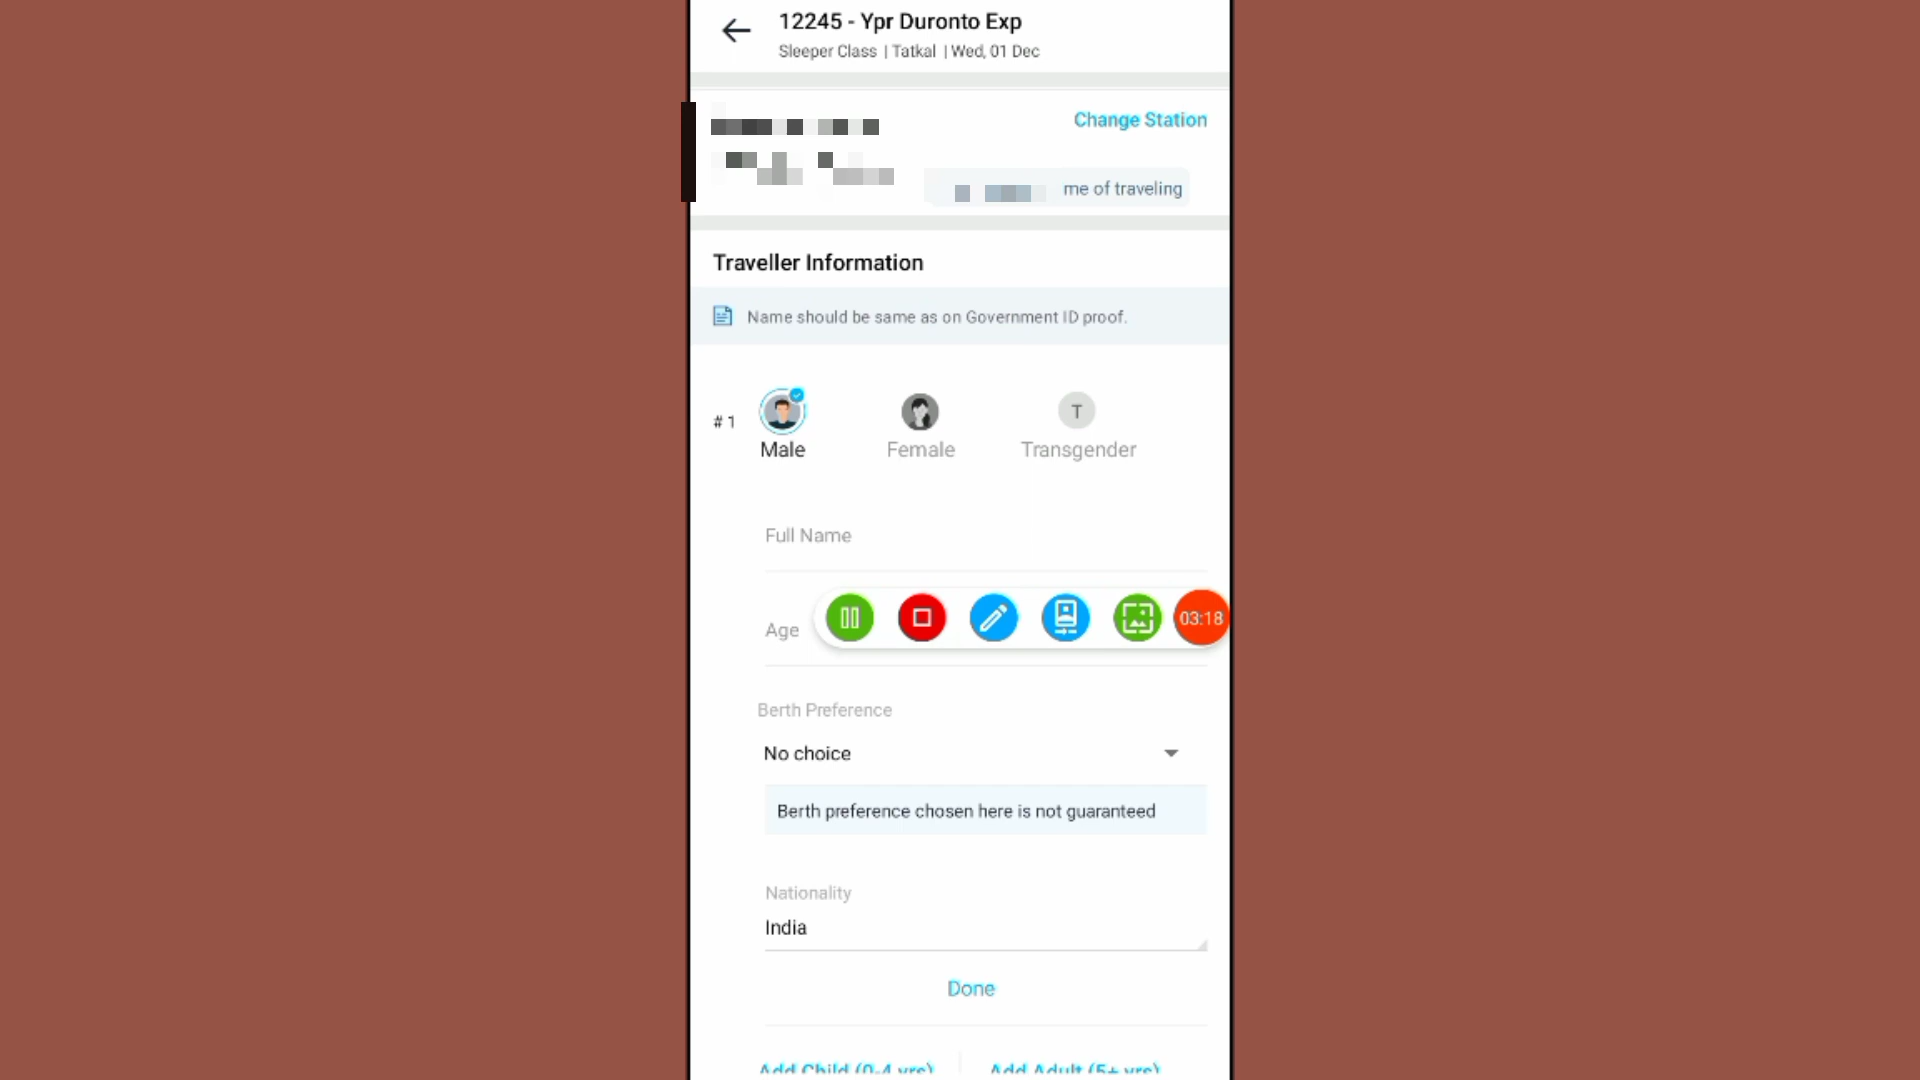 12245 - Ypr Duronto Exp
Sleeper Class | Tatkal | Wed, 01 Dec
Change Station
me of traveling
Traveller Information
Name should be same as on Government ID proof.
# 1
T
Male
Female
Transgender
Full Name
Age
03:18
Berth Preference
No choice
Berth preference chosen here is not guaranteed
Nationality
India
Done
Add Child (0-4 yrs)
Add Adult (5+ yrs)